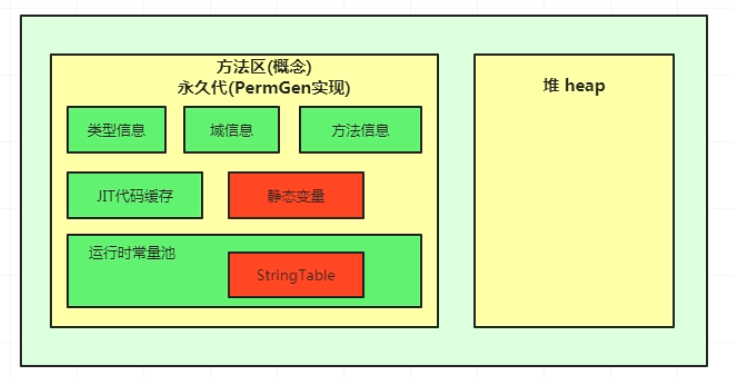 方法区(概念)
永久代(PermGen实现)
堆 heap
类型信息
域信息
方法信息
JIT代码缓存
静态变量
运行时常量池
StringTable